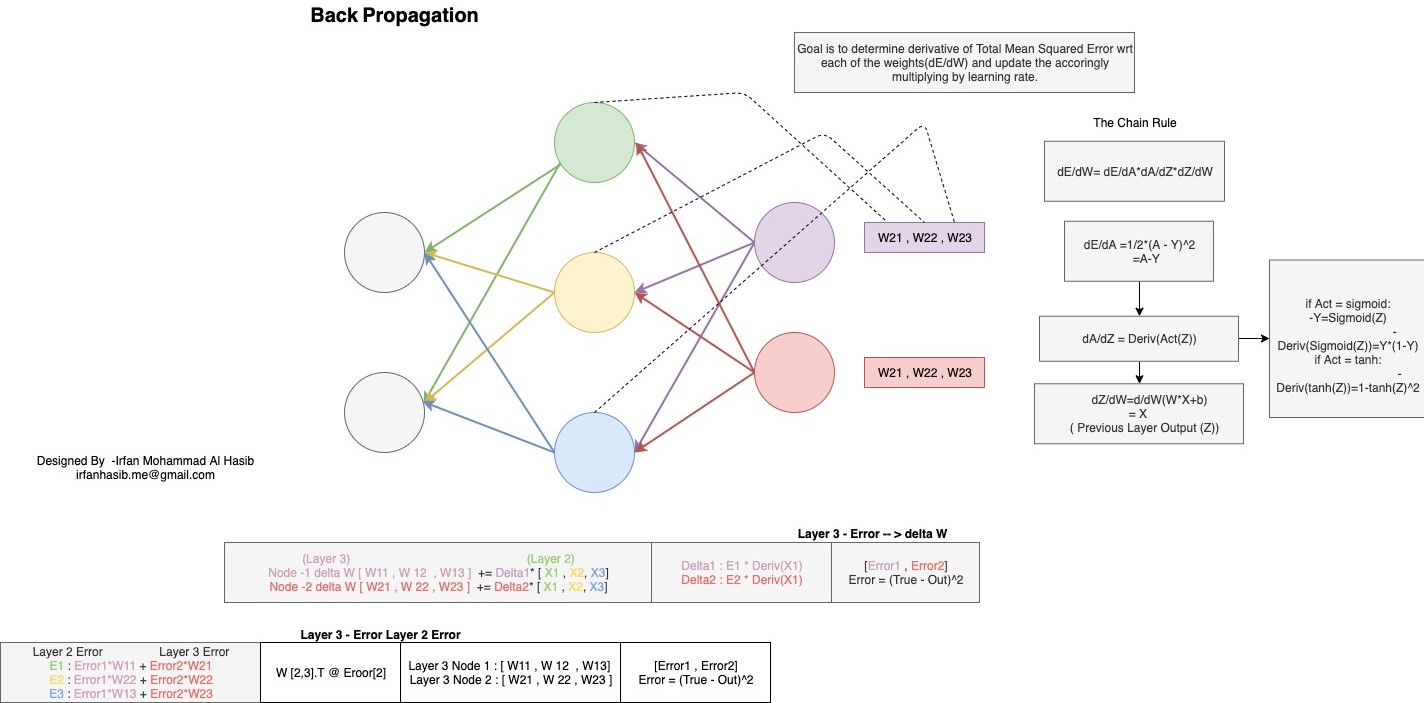 Back Propagation
Goal is to determine derivative of Total Mean Squared Error wrt
each of the weights(dE/dW) and update the accoringly
multiplying by learning rate.
The Chain Rule
dE/dW= dE/dA*dA/dZ*dZ/dW
W21 , W22 , W23
dE/dA =1/2*(A - Y)^2
=A-Y
if Act = sigmoid:
-Y=Sigmoid(Z)
-
Deriv(Sigmoid(Z))=Y*(1-Y)
if Act = tanh:
-
Deriv(tanh(Z))=1-tanh(Z)^2
dA/dZ = Deriv(Act(Z))
W21 , W22 , W23
dZ/dW=d/dW(W*X+b)
= X
( Previous Layer Output (Z))
Designed By -Irfan Mohammad Al Hasib
irfanhasib.me@gmail.com
Layer 3 - Error -- > delta W
(Layer 3) (Layer 2)
Node -1 delta W [ W11 , W 12 , W13 ] += Delta1* [ X1 , X2, X3]
Node -2 delta W [ W21 , W 22 , W23 ] += Delta2* [ X1 , X2, X3]
Delta1 : E1 * Deriv(X1)
Delta2 : E2 * Deriv(X1)
[Error1 , Error2]
Error = (True - Out)^2
Layer 3 - Error Layer 2 Error
Layer 2 Error Layer 3 Error
E1 : Error1*W11 + Error2*W21
E2 : Error1*W22 + Error2*W22
E3 : Error1*W13 + Error2*W23
W [2,3].T @ Eroor[2]
Layer 3 Node 1 : [ W11 , W 12 , W13]
Layer 3 Node 2 : [ W21 , W 22 , W23 ]
[Error1 , Error2]
Error = (True - Out)^2